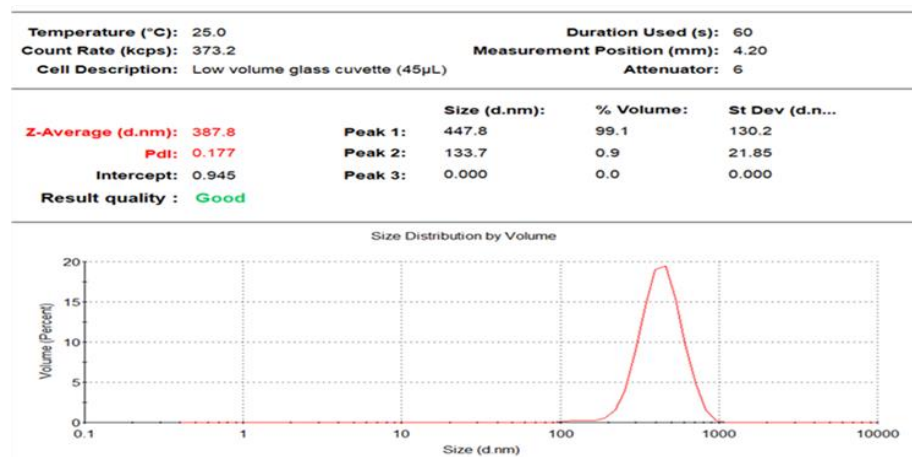 Temperature (°C): 25.0 Duration Used (s): 60
Count Rate (kcps): 373.2 Measurement Position (mm): 4.20
Cell Description: Low volume glass cuvette (45µL) Attenuator: 6
Size (d.nm): % Volume: St Dev (d.n...
Z-Average (d.nm): 387.8 Peak 1: 447.8 99.1 130.2
PdI: 0.177 Peak 2: 133.7 0.9 21.85
Intercept: 0.945 Peak 3: 0.000 0.0 0.000
Result quality : Good
Size Distribution by Volume
Volume (Percent)
20
15
10
5
0
0.1 1 10 100 1000 10000
Size (d.nm)